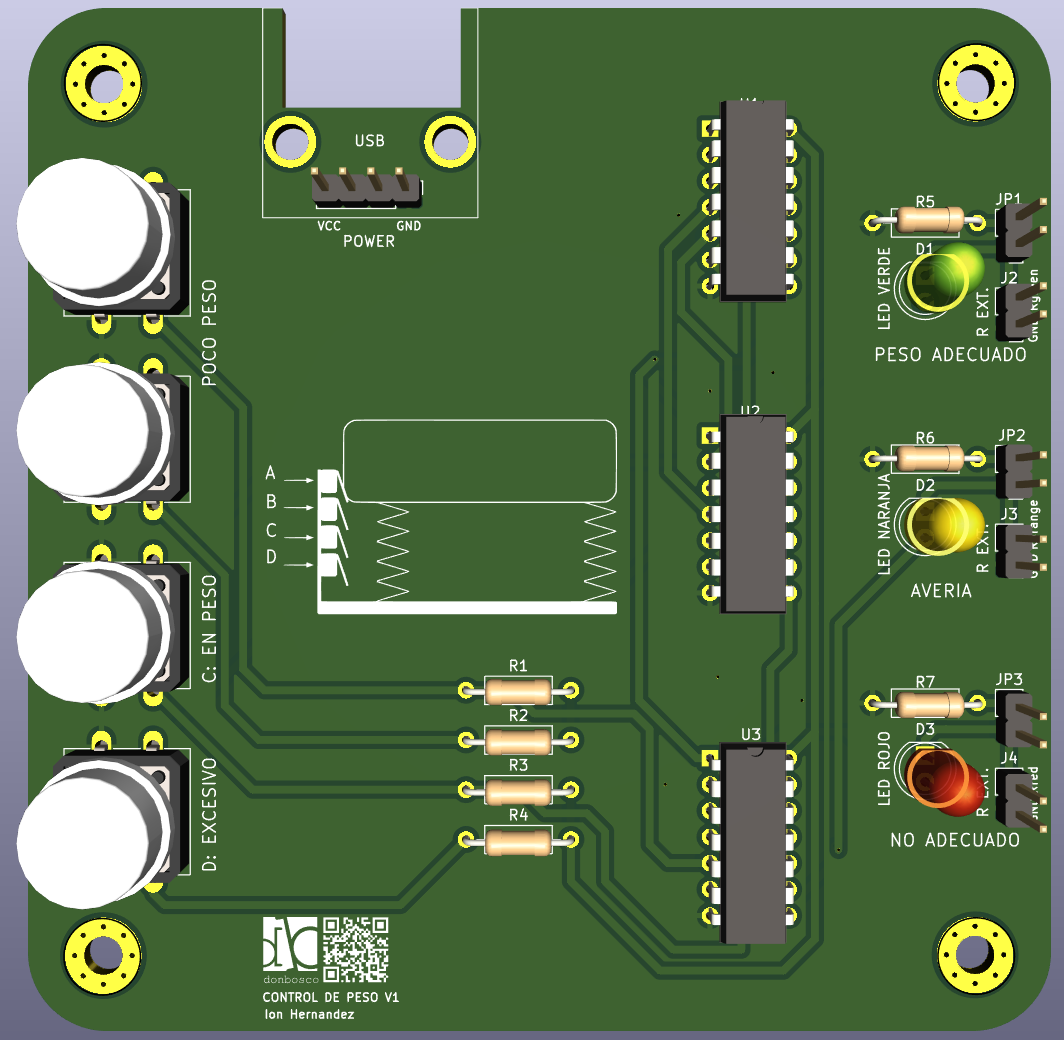 USB
VCC
GND
POWER
U1
R5
JP1
D1
LED VERDE
J2
R EXT.
PESO ADECUADO
POCO PESO
U2
A
B
C
D
R6
JP2
D2
LED NARANJA
J3
R EXT.
AVERIA
C: EN PESO
R1
R2
R3
R4
U3
R7
JP3
D3
LED ROJO
J4
NO ADECUADO
D: EXCESIVO
donbosco
CONTROL DE PESO V1
Ion Hernandez